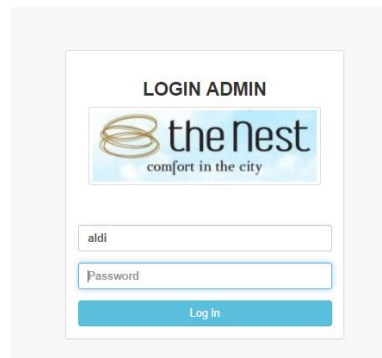 LOGIN ADMIN
the nest
comfort in the city
aldi
Password
Log In